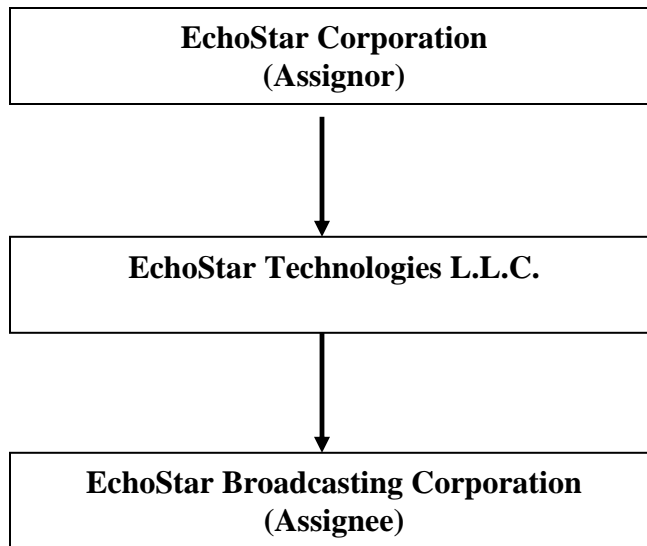 EchoStar Corporation
(Assignor)
EchoStar Technologies L.L.C.
EchoStar Broadcasting Corporation
(Assignee)